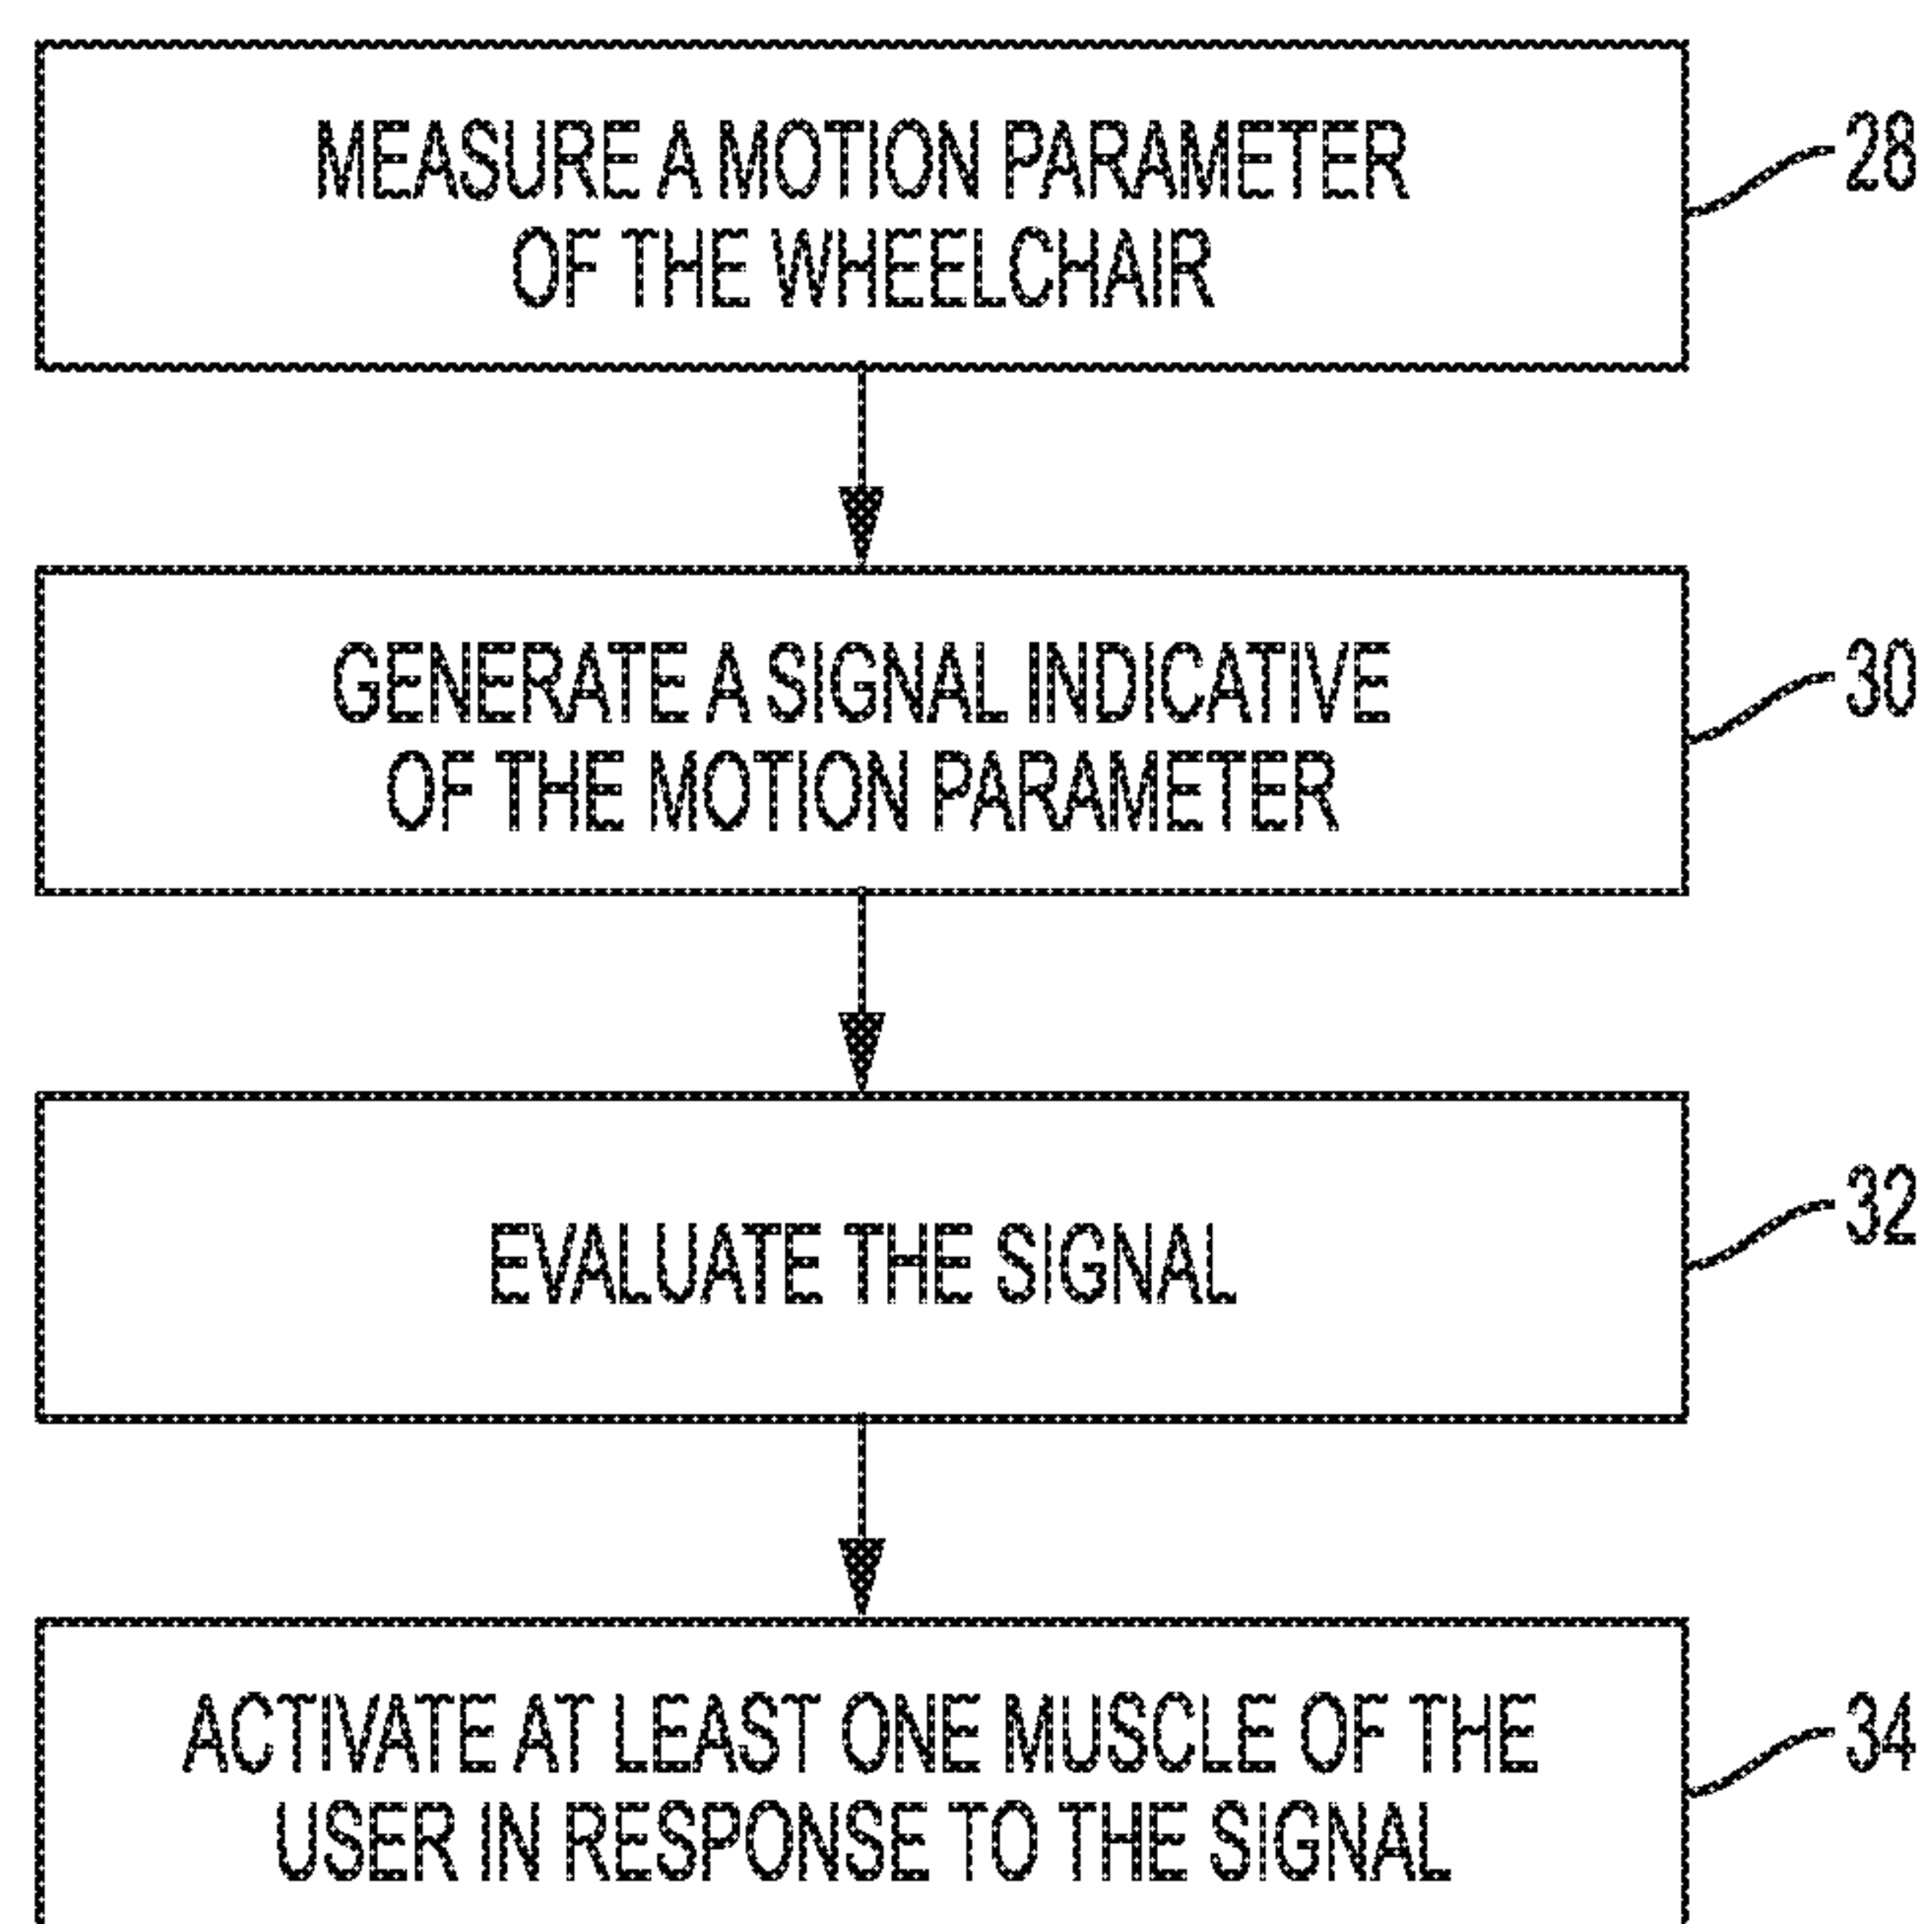 MEASURE A MOTION PARAMETER
OF THE WHEELCHAIR
28
GENERATE A SIGNAL INDICATIVE
OF THE MOTION PARAMETER
30
EVALUATE THE SIGNAL
32
ACTIVATE AT LEAST ONE MUSCLE OF THE
USER IN RESPONSE TO THE SIGNAL
34